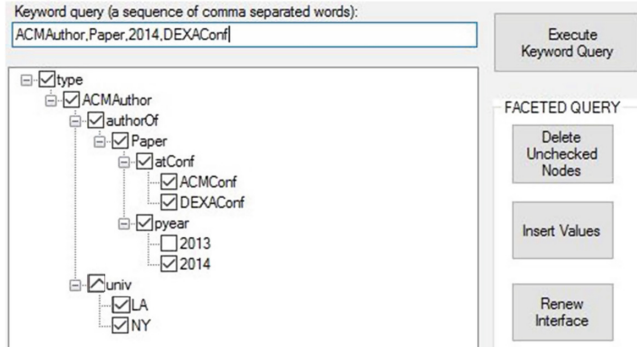 Keyword query (a sequence of comma separated words):
ACMAuthor,Paper,2014,DEXAConf
Execute
Keyword Query
type
ACMAuthor
authorOf
Paper
atConf
ACMConf
DEXAConf
pyear
2013
2014
univ
LA
NY
FACETED QUERY
Delete
Unchecked
Nodes
Insert Values
Renew
Interface